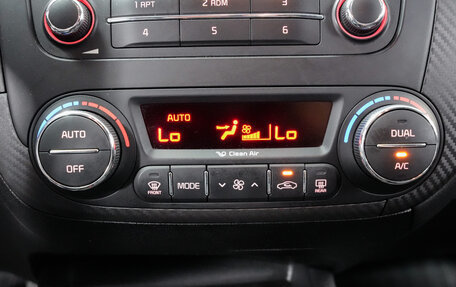 1 RPT
2 RDM
3
4
5
6
AUTO
OFF
AUTO
Lo
Lo
Clean Air
FRONT
MODE
REAR
DUAL
A/C